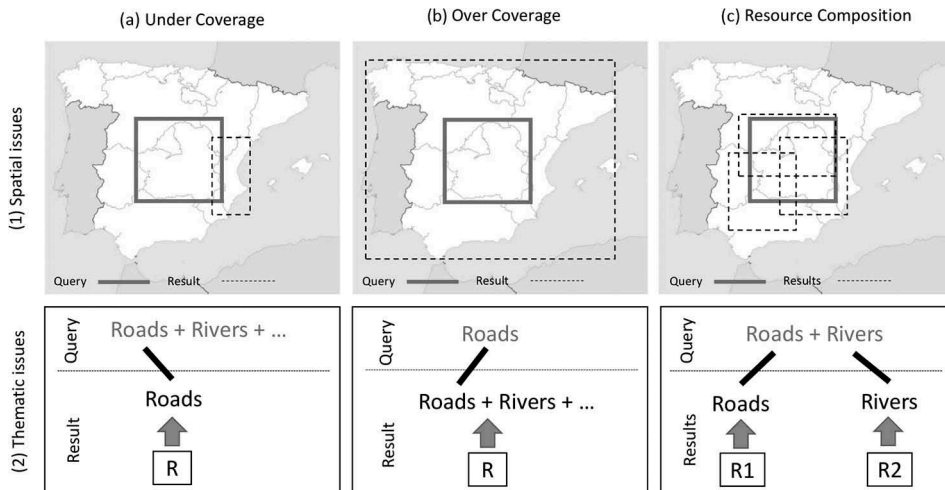 (a) Under Coverage
(b) Over Coverage
(c) Resource Composition
(1) Spatial issues
Query Result
Query Result
Query Results
(2) Thematic issues
Query
Roads + Rivers + ...
Result
Roads
R
Query
Roads
Result
Roads + Rivers + ...
R
Query
Roads + Rivers
Results
Roads Rivers
R1 R2